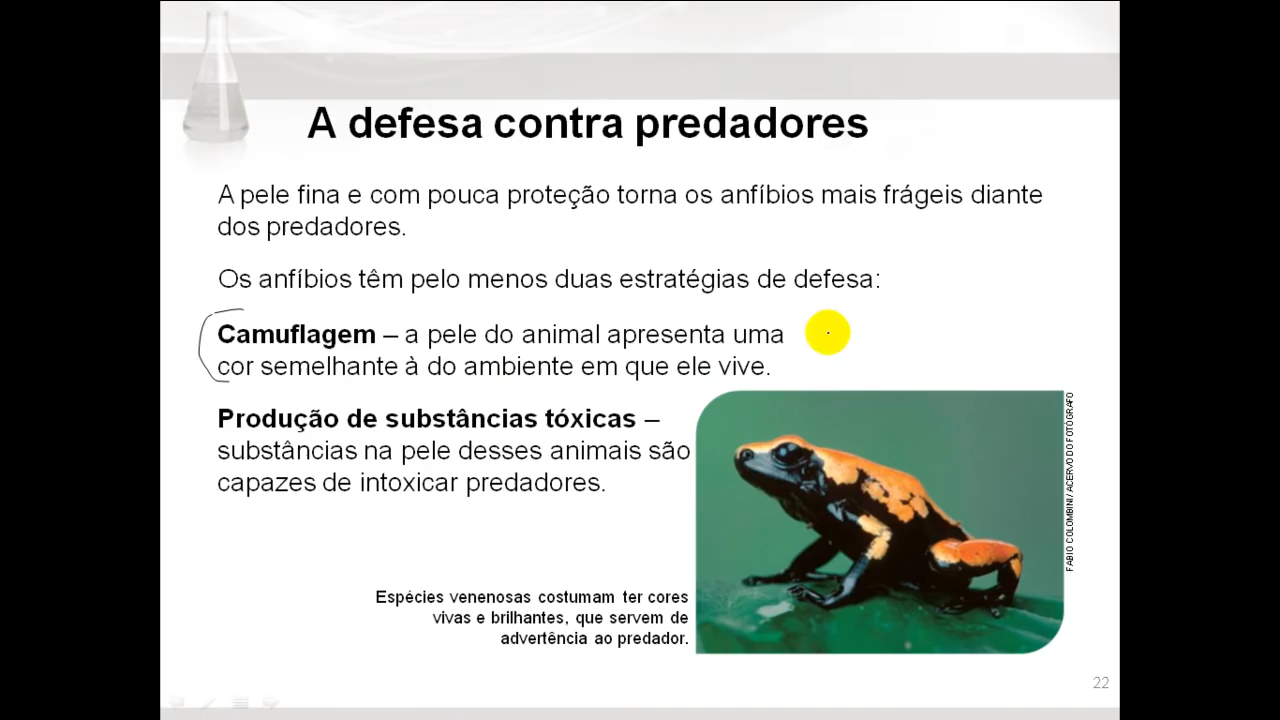 A defesa contra predadores
A pele fina e com pouca proteção torna os anfíbios mais frágeis diante
dos predadores.
Os anfíbios têm pelo menos duas estratégias de defesa:
Camuflagem – a pele do animal apresenta uma
cor semelhante à do ambiente em que ele vive.
Produção de substâncias tóxicas –
substâncias na pele desses animais são
capazes de intoxicar predadores.
FABIO COLOMBINI / ACERVO DO FOTÓGRAFO
Espécies venenosas costumam ter cores
vivas e brilhantes, que servem de
advertência ao predador.
22